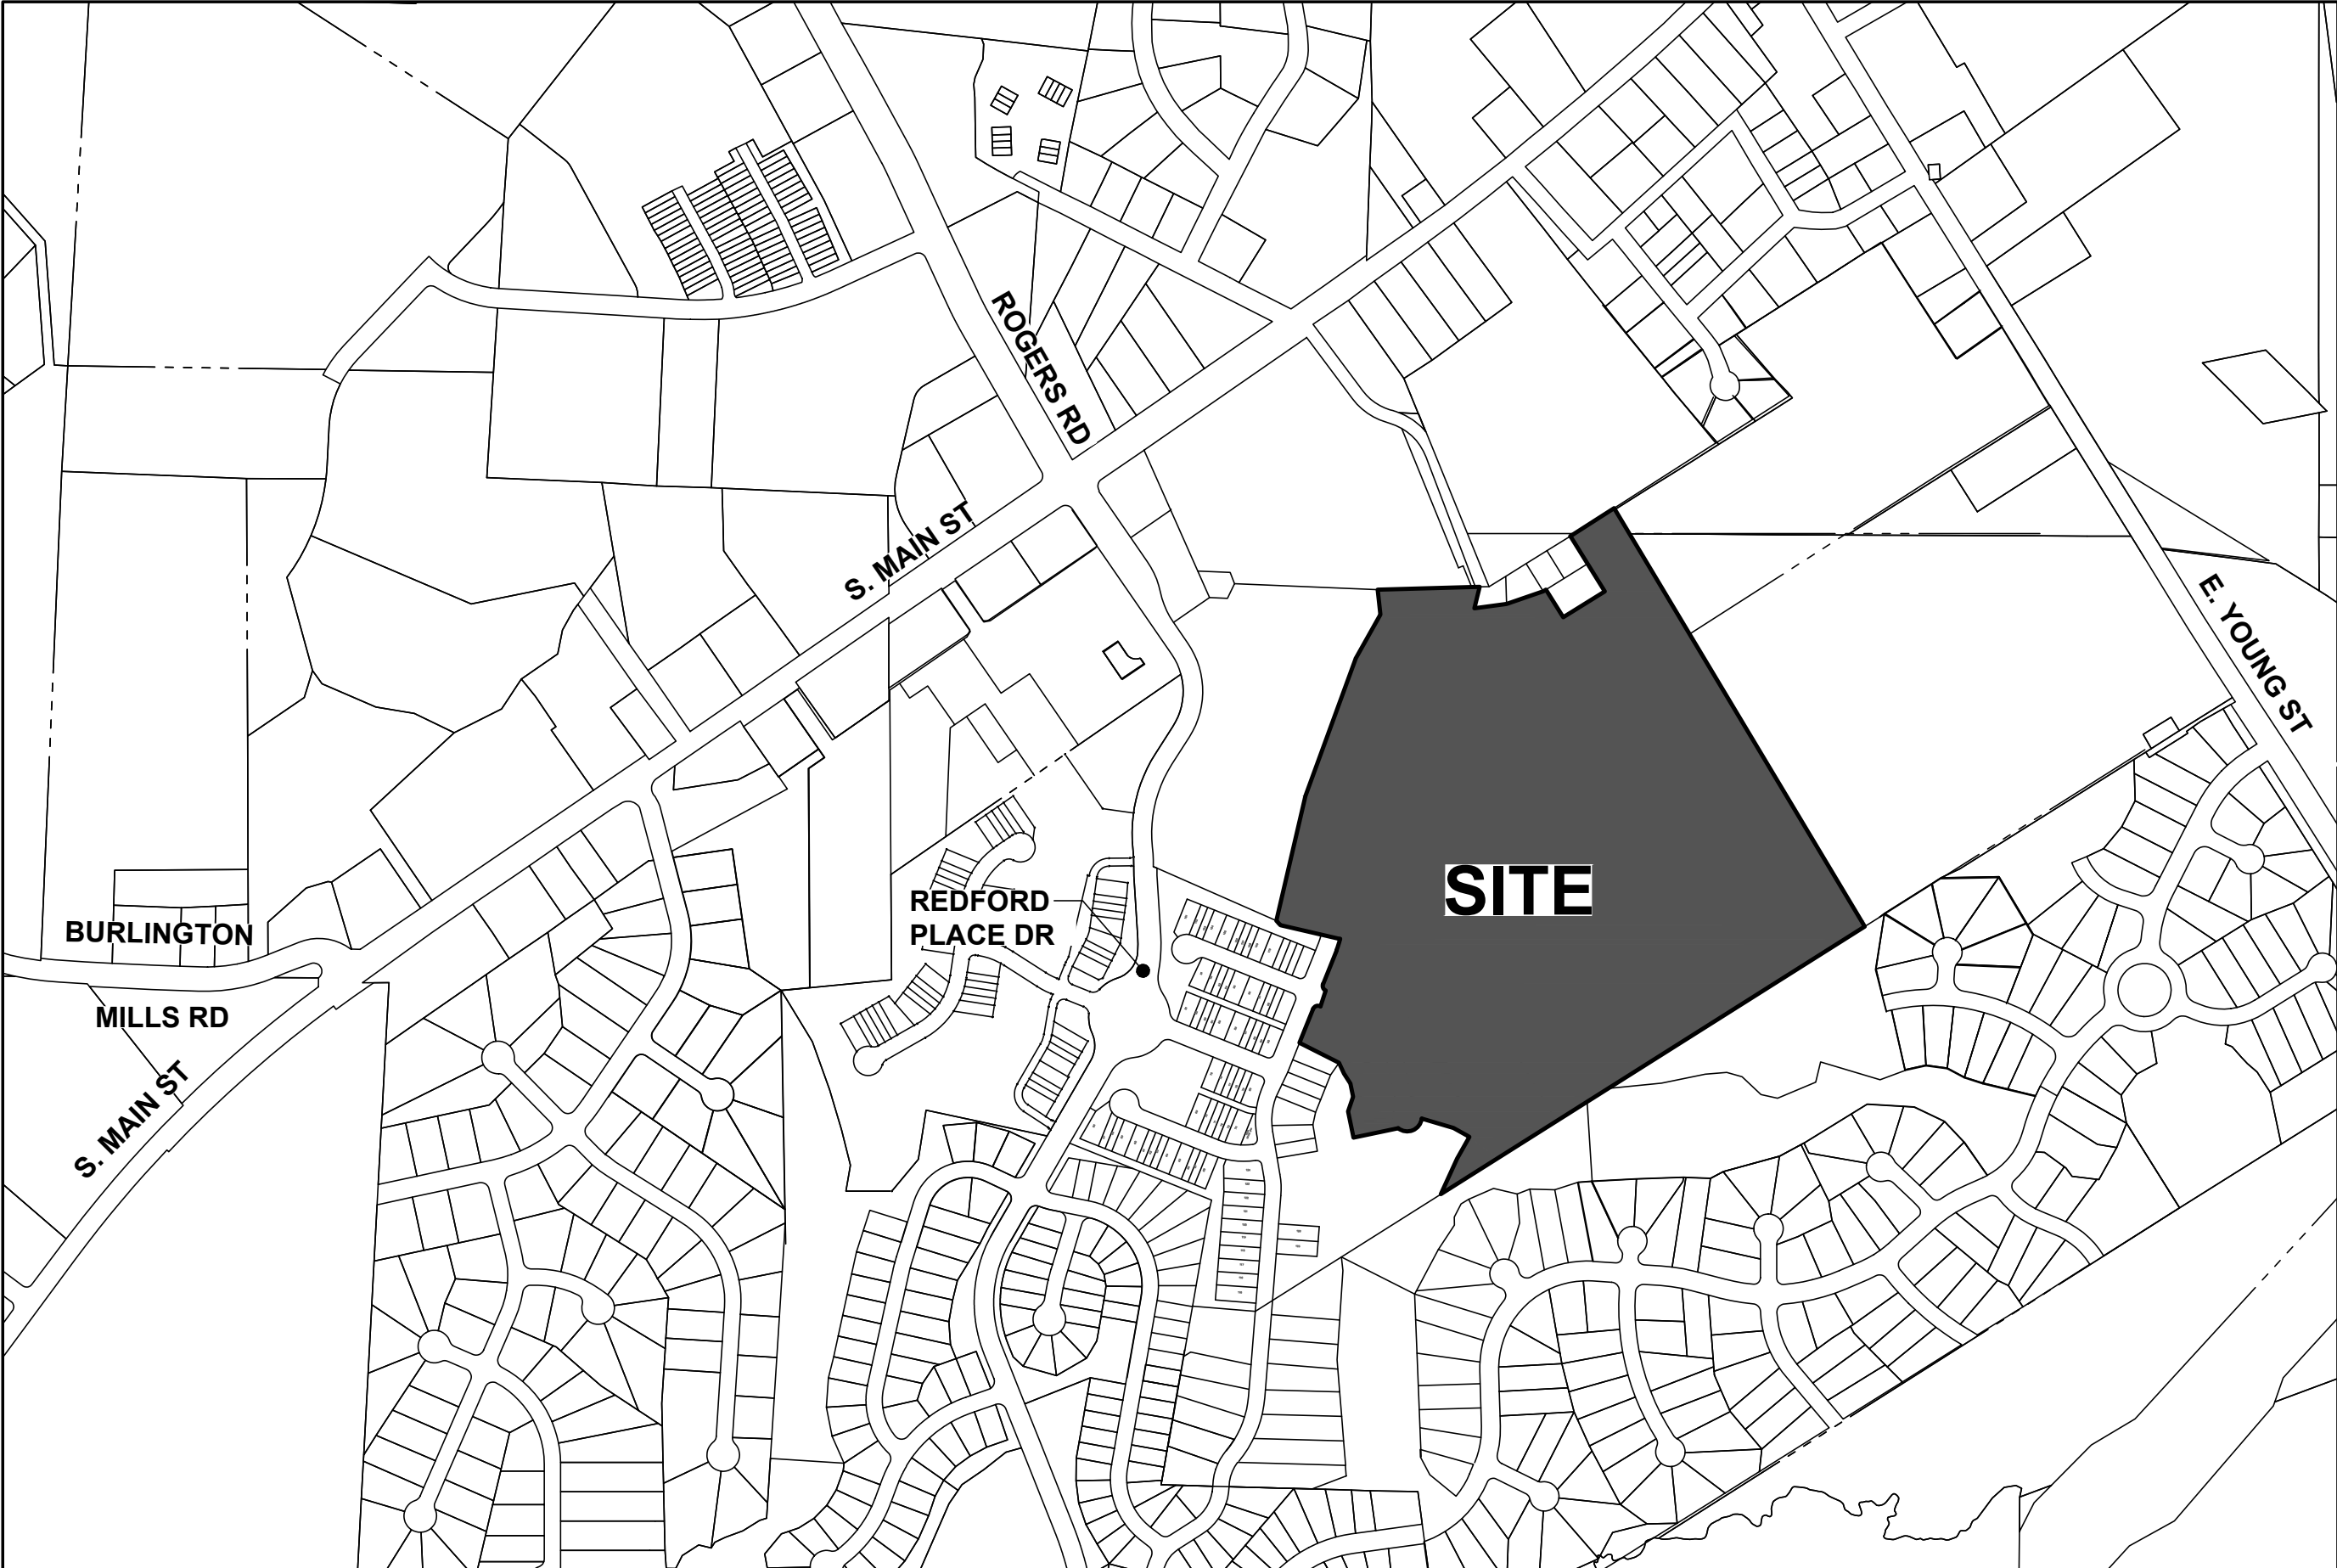 ROGERS RD
S. MAIN ST
E. YOUNG ST
SITE
REDFORD
PLACE DR
BURLINGTON
MILLS RD
S. MAIN ST